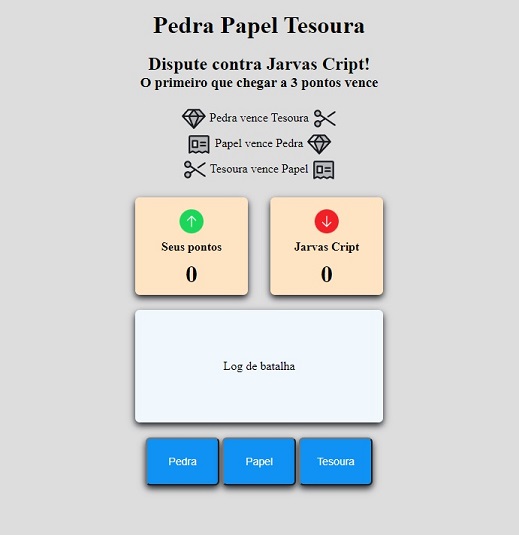 Pedra Papel Tesoura
Dispute contra Jarvas Cript!
O primeiro que chegar a 3 pontos vence
Pedra vence Tesoura
Papel vence Pedra
Tesoura vence Papel
Seus pontos
0
Jarvas Cript
0
Log de batalha
Pedra
Papel
Tesoura